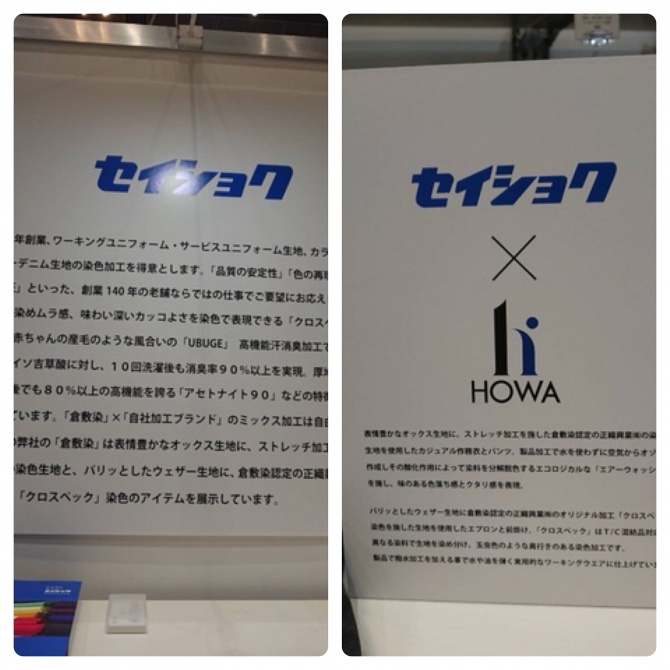 セイショク
年創業、ワーキングユニフォーム・サービスユニフォーム生地、カラ
ーデニム生地の染色加工を得意とします。「品質の安定性」「色の再現
といった、創業140年の老舗ならではの仕事でご要望にお応え
染めムラ感、味わい深いカッコよさを染色で表現できる「クロスペ
赤ちゃんの産毛のような風合いの「UBUGE」 高機能汗消臭加工で
イソ吉草酸に対し、10回洗濯後も消臭率90％以上を実現。厚
後でも80％以上の高機能を誇る「アセトナイト90」などの特
ています。「倉敷染」×「自社加工ブランド」のミックス加工は自由
の弊社の「倉敷染」は表情豊かなオックス生地に、ストレッチ加工
の染色生地と、パリッとしたウェザー生地に、倉敷染認定の正織
「クロスペック」染色のアイテムを展示しています。
セイショク
×
HOWA
表情豊かなオックス生地に、ストレッチ加工を施した倉敷染認定の正織興業㈱の染
生地を使用したカジュアル作務衣とパンツ。製品加工で水を使わずに空気からオゾ
作成しその酸化作用によって染料を分解脱色するエコロジカルな「エアーウォッシ
を施し、味のある色落ち感とクタリ感を表現。
パリッとしたウェザー生地に倉敷染認定の正織興業㈱のオリジナル加工「クロスペ
染色を施した生地を使用したエプロンと前掛け。「クロスペック」はT/C混紡品対
異なる染料で生地を染め分け、玉虫色のような奥行きのある染色加工です。
製品で撥水加工を加える事で水や油を弾く実用的なワーキングウエアに仕上げてい
セイショク